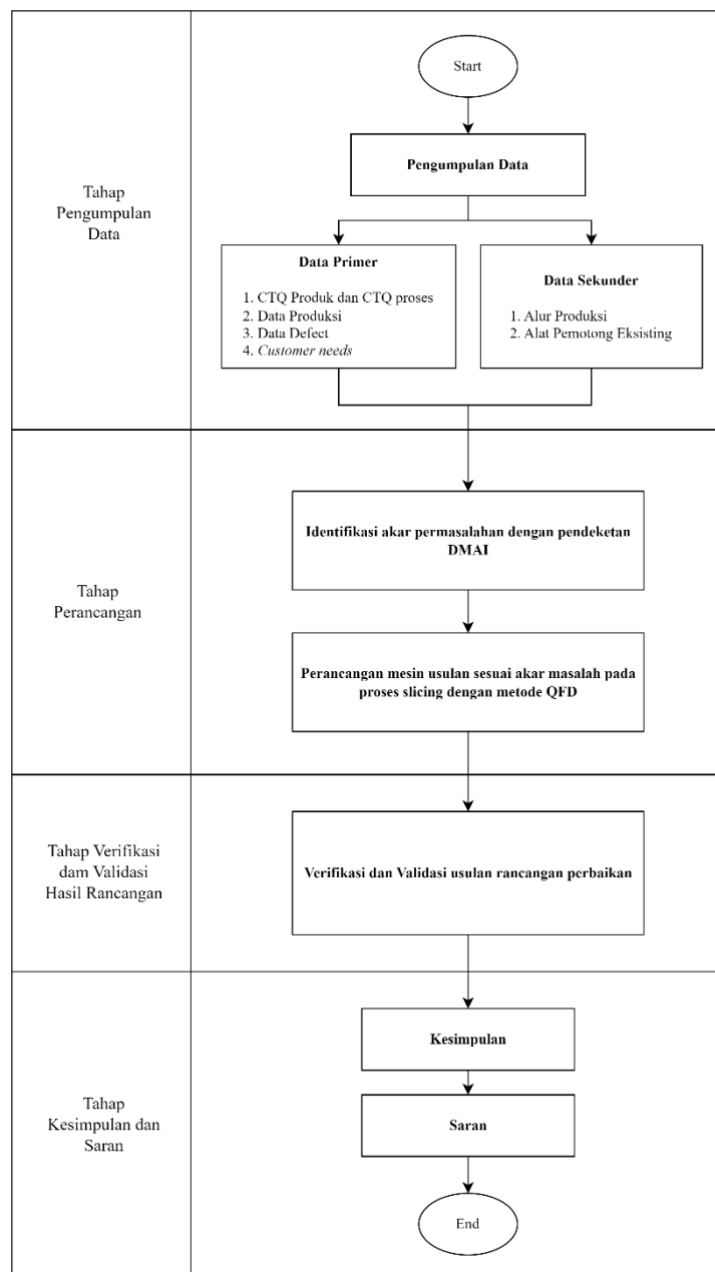 Start
Pengumpulan Data
Tahap
Pengumpulan
Data
Data Primer
1. CTQ Produk dan CTQ proses
2. Data Produksi
3. Data Defect
4. Customer needs
Data Sekunder
1. Alur Produksi
2. Alat Pemotong Eksisting
Tahap
Perancangan
Identifikasi akar permasalahan dengan pendeketan
DMAI
Perancangan mesin usulan sesuai akar masalah pada
proses slicing dengan metode QFD
Tahap Verifikasi
dam Validasi
Hasil Rancangan
Verifikasi dan Validasi usulan rancangan perbaikan
Tahap
Kesimpulan dan
Saran
Kesimpulan
Saran
End